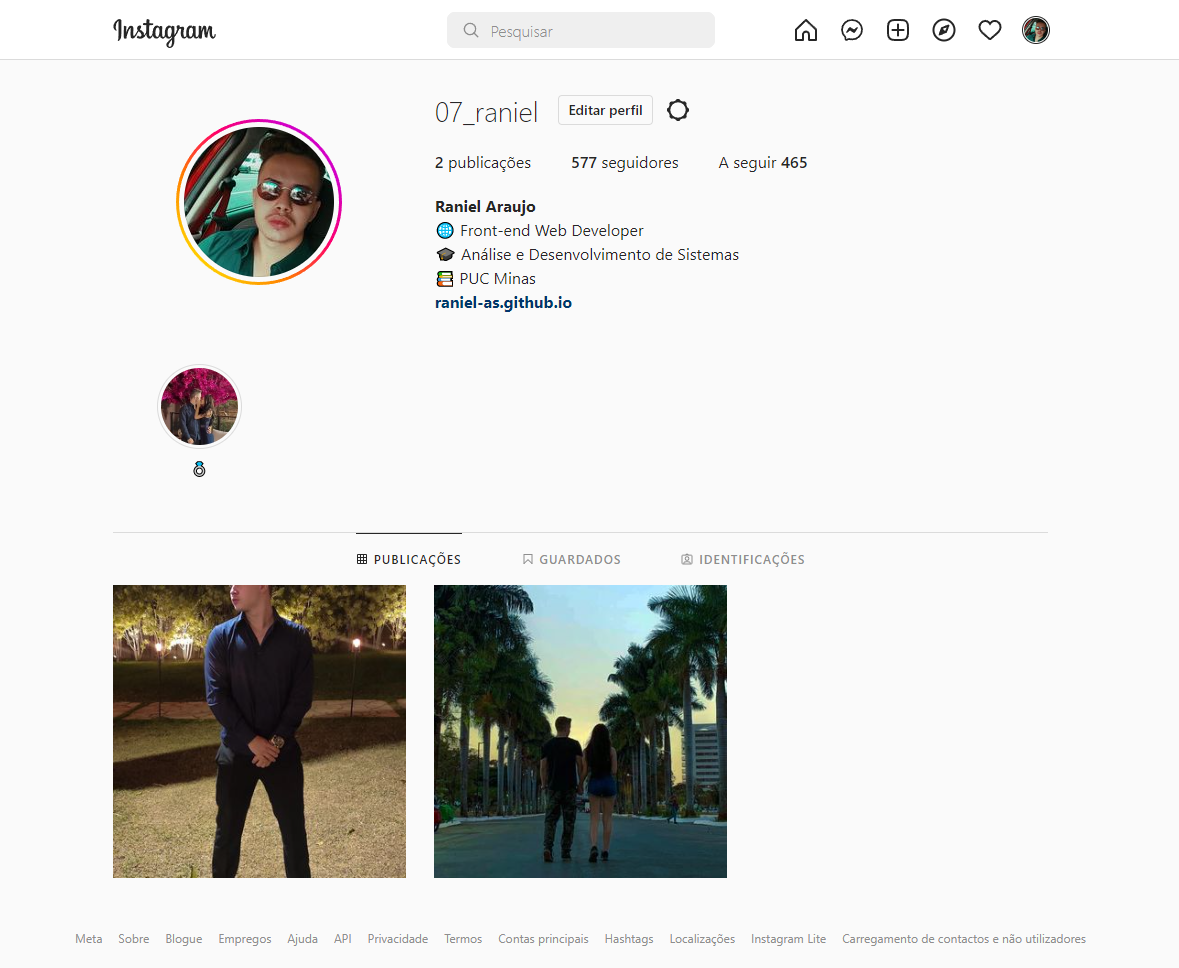 Instagram
Pesquisar
07_raniel
Editar perfil
2 publicações 577 seguidores A seguir 465
Raniel Araujo
🌐 Front-end Web Developer
🎓 Análise e Desenvolvimento de Sistemas
📚 PUC Minas
raniel-as.github.io
💍
PUBLICAÇÕES GUARDADOS IDENTIFICAÇÕES
Meta Sobre Blogue Empregos Ajuda API Privacidade Termos Contas principais Hashtags Localizações Instagram Lite Carregamento de contactos e não utilizadores